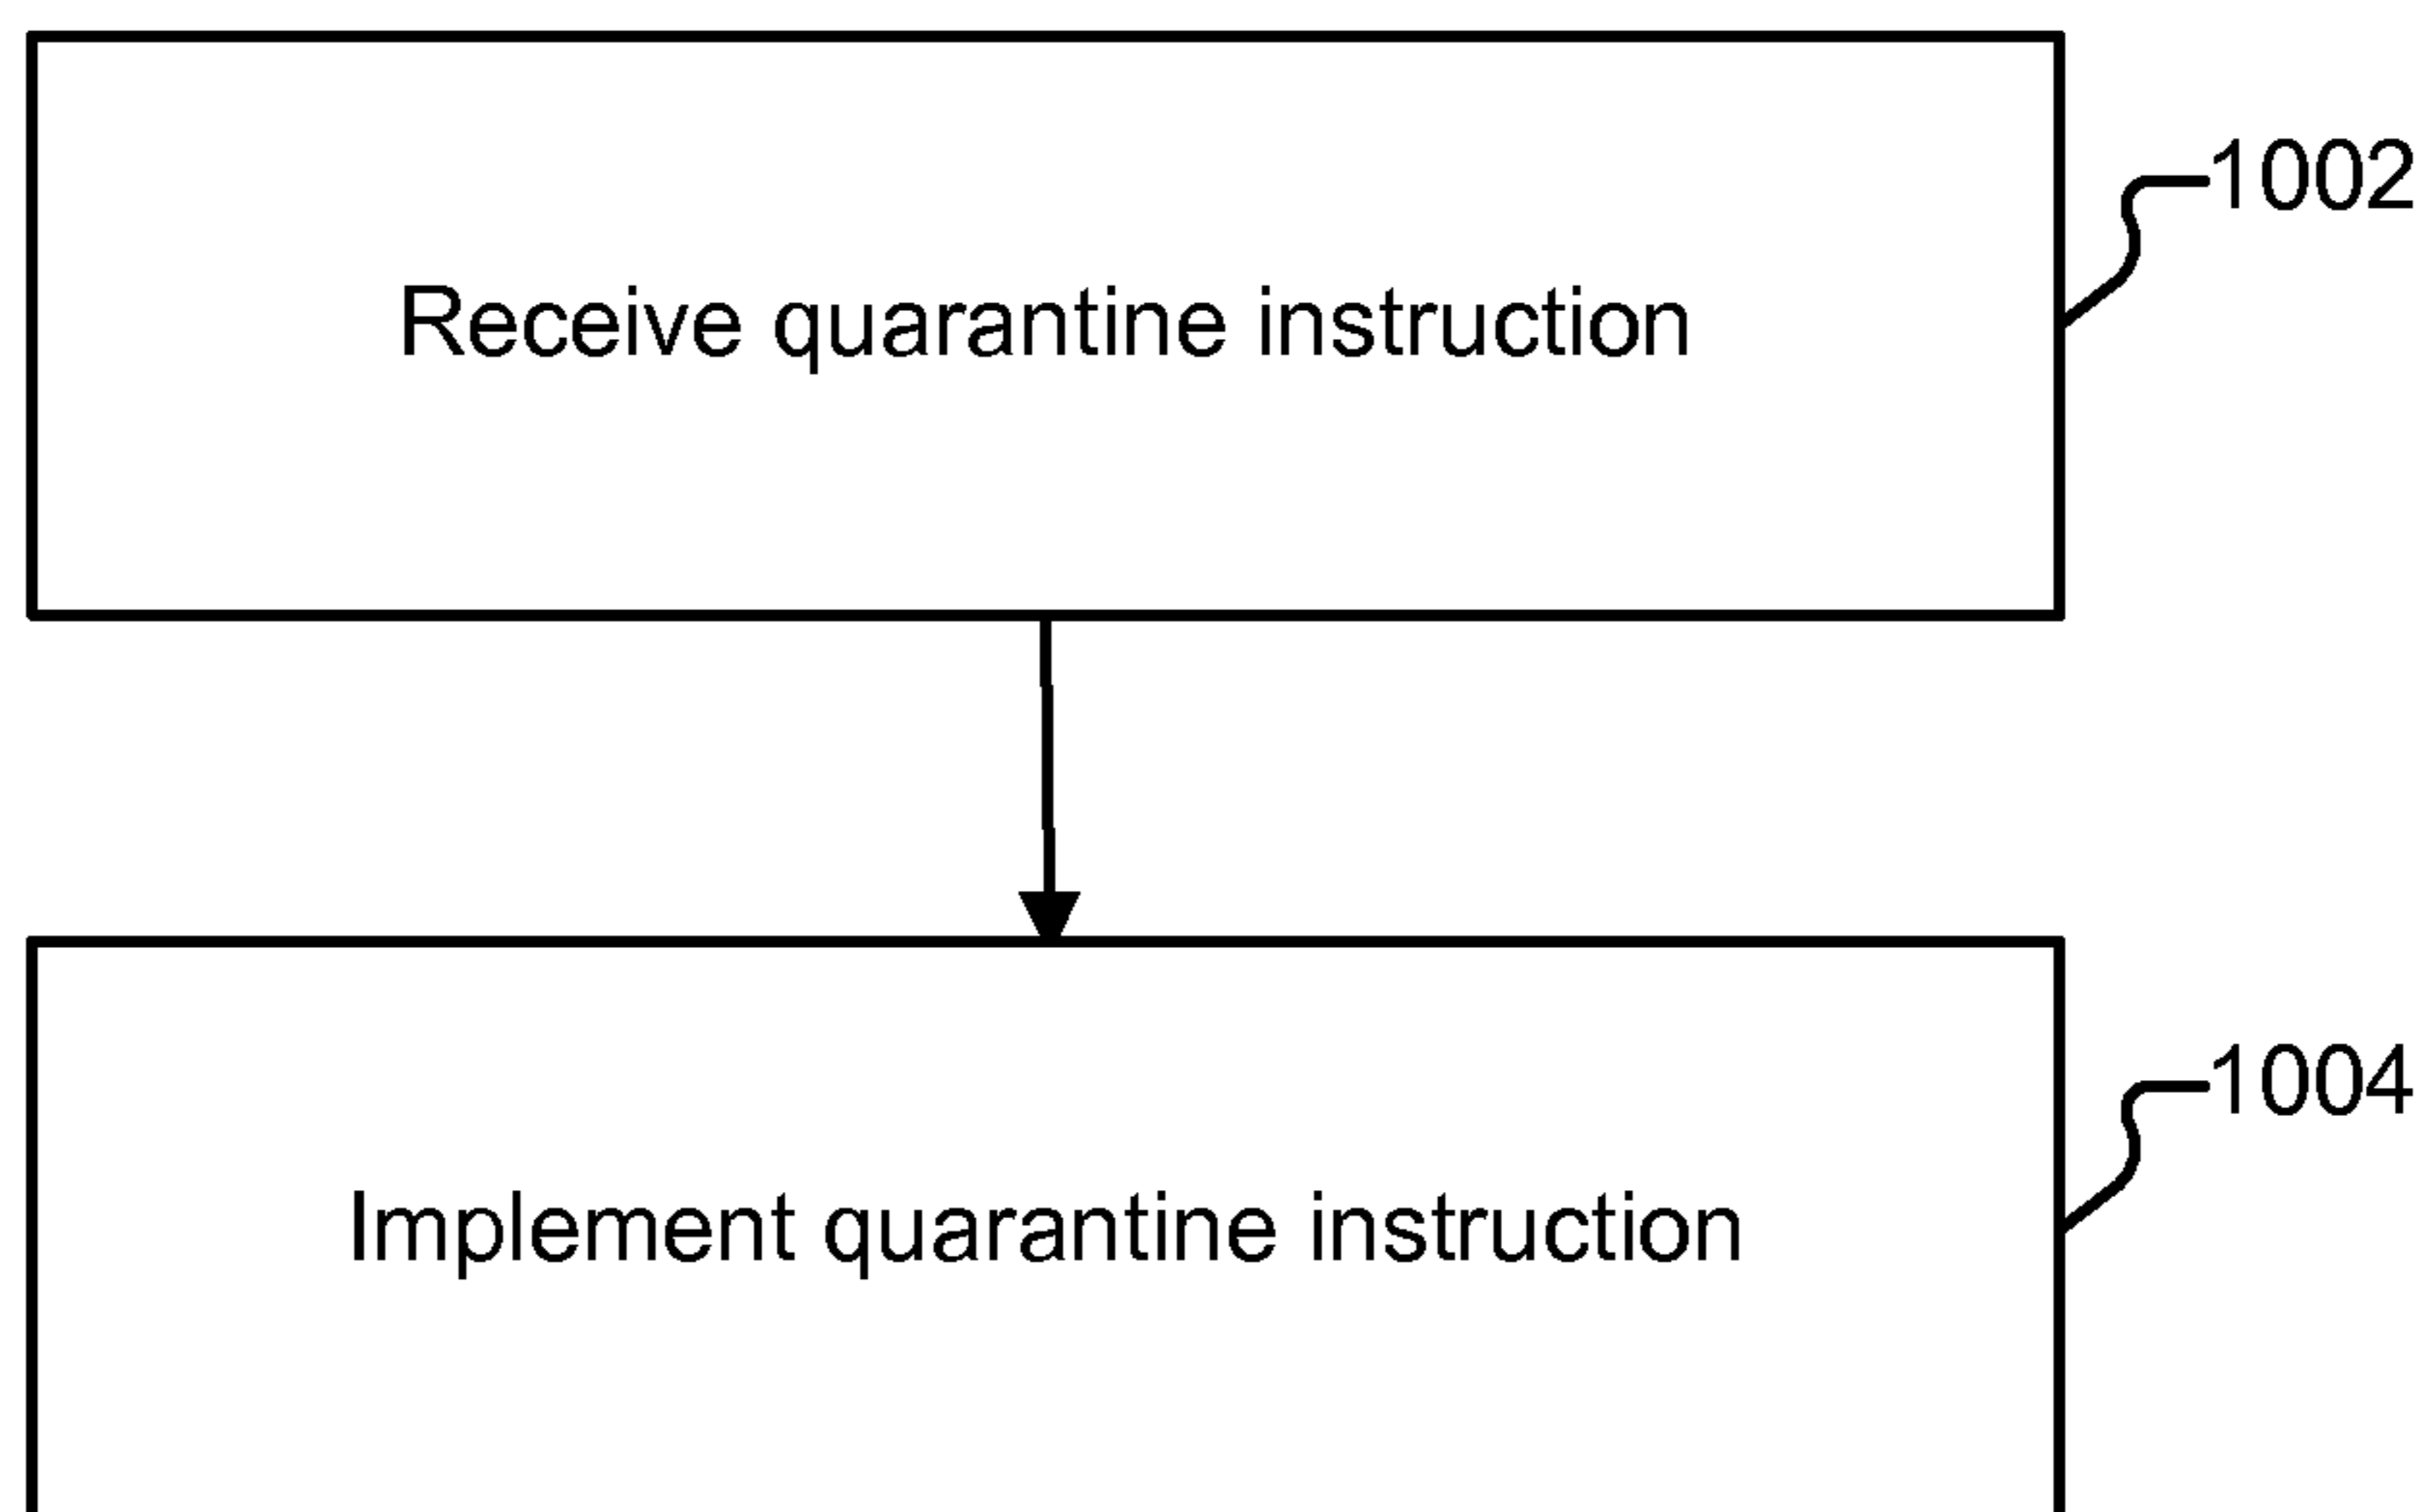 1002
Receive quarantine instruction
1004
Implement quarantine instruction